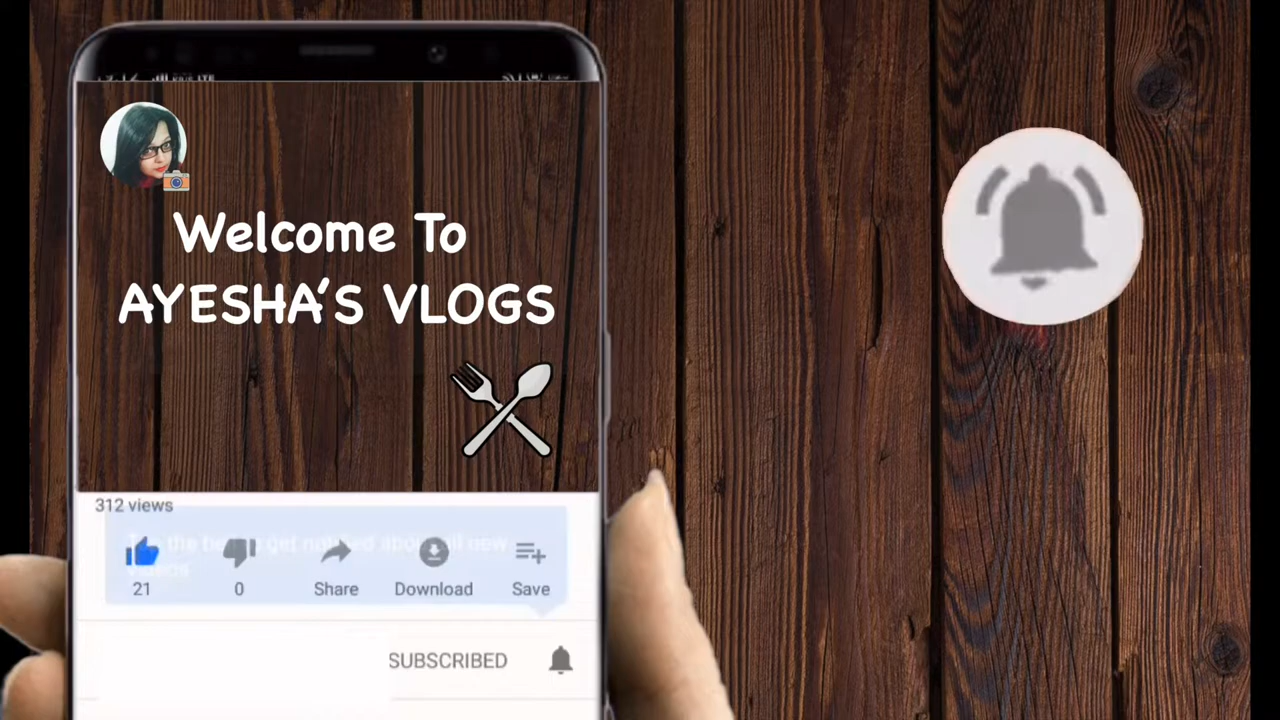 Welcome To
AYESHA'S VLOGS
312 views
21
0
Share
Download
Save
SUBSCRIBED